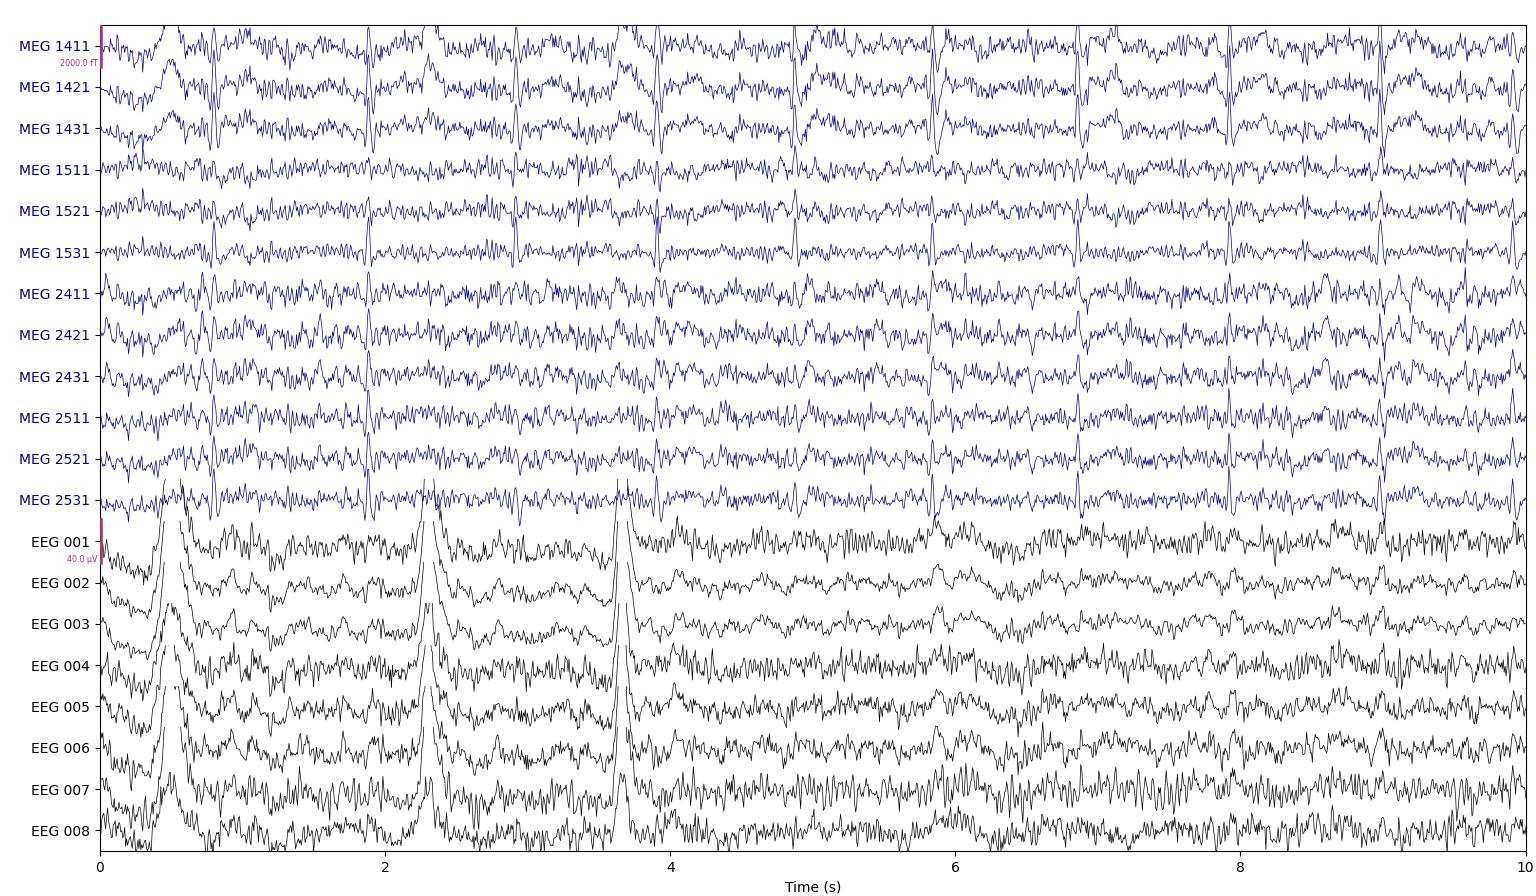 MEG 1411
2000.0 fT
MEG 1421
MEG 1431
MEG 1511
MEG 1521
MEG 1531
MEG 2411
MEG 2421
MEG 2431
MEG 2511
MEG 2521
MEG 2531
EEG 001
40.0 µV
EEG 002
EEG 003
EEG 004
EEG 005
EEG 006
EEG 007
EEG 008
0 2 4 6 8 10
Time (s)